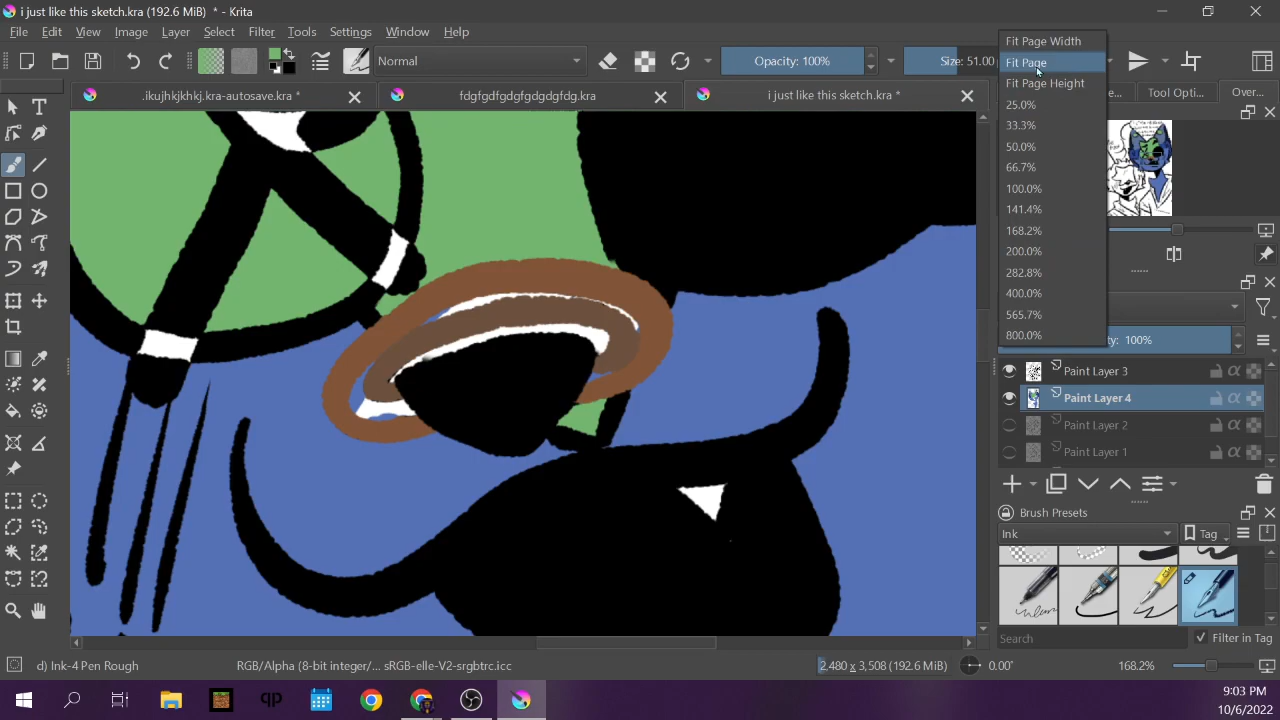 i just like this sketch.kra (192.6 MiB)  * - Krita
File Edit View Image Layer Select Filter Tools Settings Window Help
Normal
Opacity: 100%
Size: 51.00
Fit Page Width
Fit Page
Fit Page Height
25.0%
33.3%
50.0%
66.7%
100.0%
141.4%
168.2%
200.0%
282.8%
400.0%
565.7%
800.0%
.ikujhkjkhkj.kra-autosave.kra *
fdgfgdfgdgfgdgdgfdg.kra
i just like this sketch.kra *
e...
Tool Opti...
Over...
ty: 100%
Paint Layer 3
Paint Layer 4
Paint Layer 2
Paint Layer 1
Brush Presets
Ink
Tag
Search
Filter in Tag
d) Ink-4 Pen Rough
RGB/Alpha (8-bit integer/... sRGB-elle-V2-srgbtrc.icc
2,480 x 3,508 (192.6 MiB)
0.00°
168.2%
qp
9:03 PM
10/6/2022